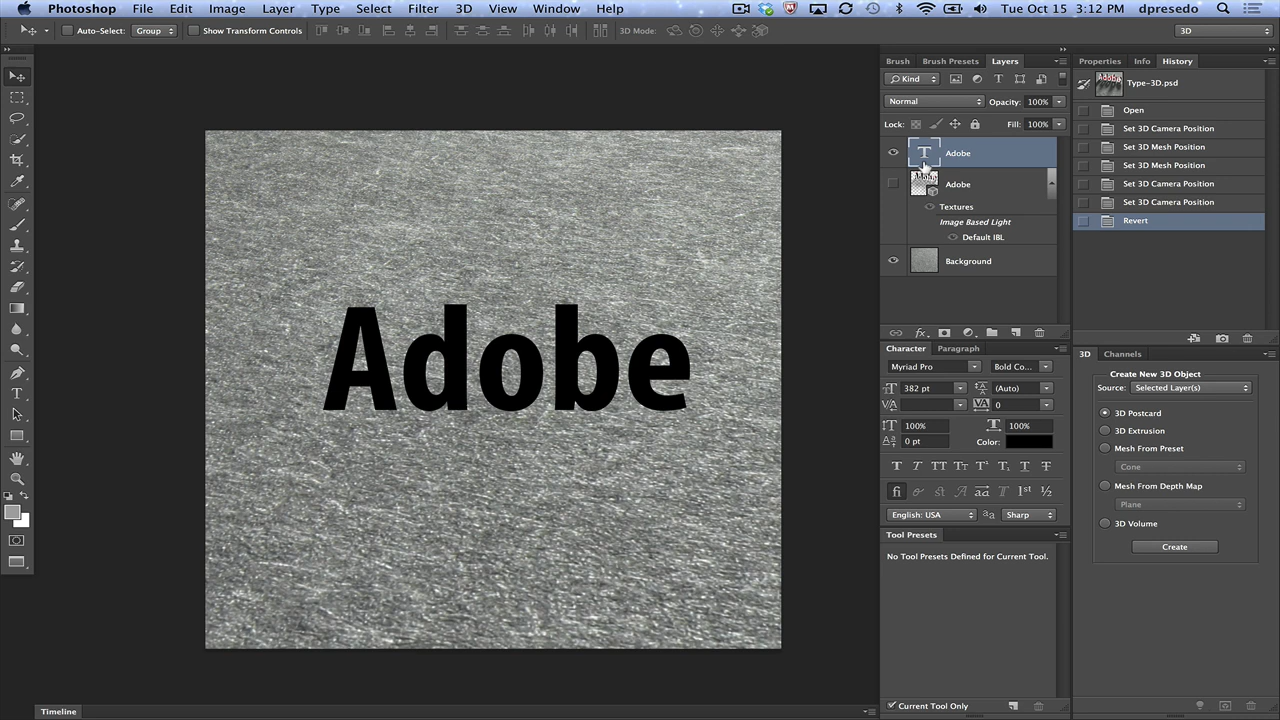 Photoshop File Edit Image Layer Type Select Filter 3D View Window Help Tue Oct 15 3:12 PM dpresedo
Auto-Select: Group Show Transform Controls 3D Mode: 3D
Brush Brush Presets Layers
Properties Info History
Kind
Type-3D.psd
Normal Opacity: 100%
Open
Lock: Fill: 100%
Set 3D Camera Position
Set 3D Mesh Position
Set 3D Mesh Position
Set 3D Camera Position
Set 3D Camera Position
Revert
Adobe
Adobe
Textures
Image Based Light
Default IBL
Background
Adobe
Character Paragraph
Myriad Pro Bold Co...
382 pt (Auto)
0
100% 100%
0 pt Color:
English: USA aa Sharp
3D Channels
Create New 3D Object
Source: Selected Layer(s)
3D Postcard
3D Extrusion
Mesh From Preset
Cone
Mesh From Depth Map
Plane
3D Volume
Create
Tool Presets
No Tool Presets Defined for Current Tool.
Current Tool Only
Timeline